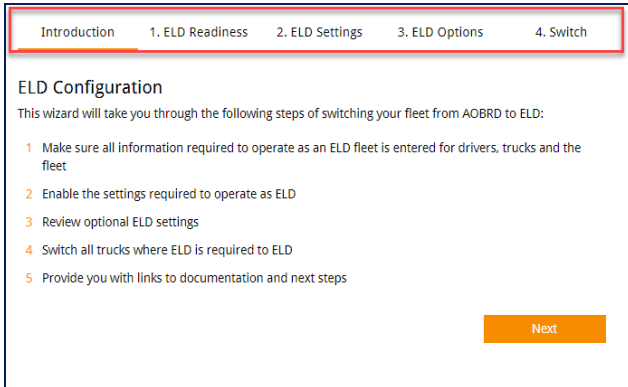 Introduction 1. ELD Readiness 2. ELD Settings 3. ELD Options 4. Switch
ELD Configuration
This wizard will take you through the following steps of switching your fleet from AOBRD to ELD:
1 Make sure all information required to operate as an ELD fleet is entered for drivers, trucks and the
fleet
2 Enable the settings required to operate as ELD
3 Review optional ELD settings
4 Switch all trucks where ELD is required to ELD
5 Provide you with links to documentation and next steps
Next